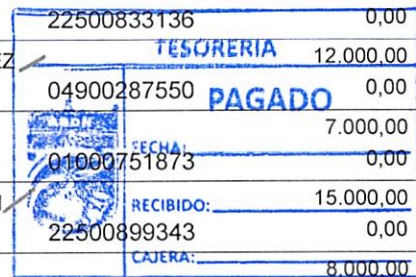 22500833136 0,00
TESORERIA
EZ 12.000,00
04900287550 0,00
PAGADO
7.000,00
FECHA:
01000751873 0,00
RECIBIDO: 15.000,00
22500899343 0,00
CAJERA:
8.000,00